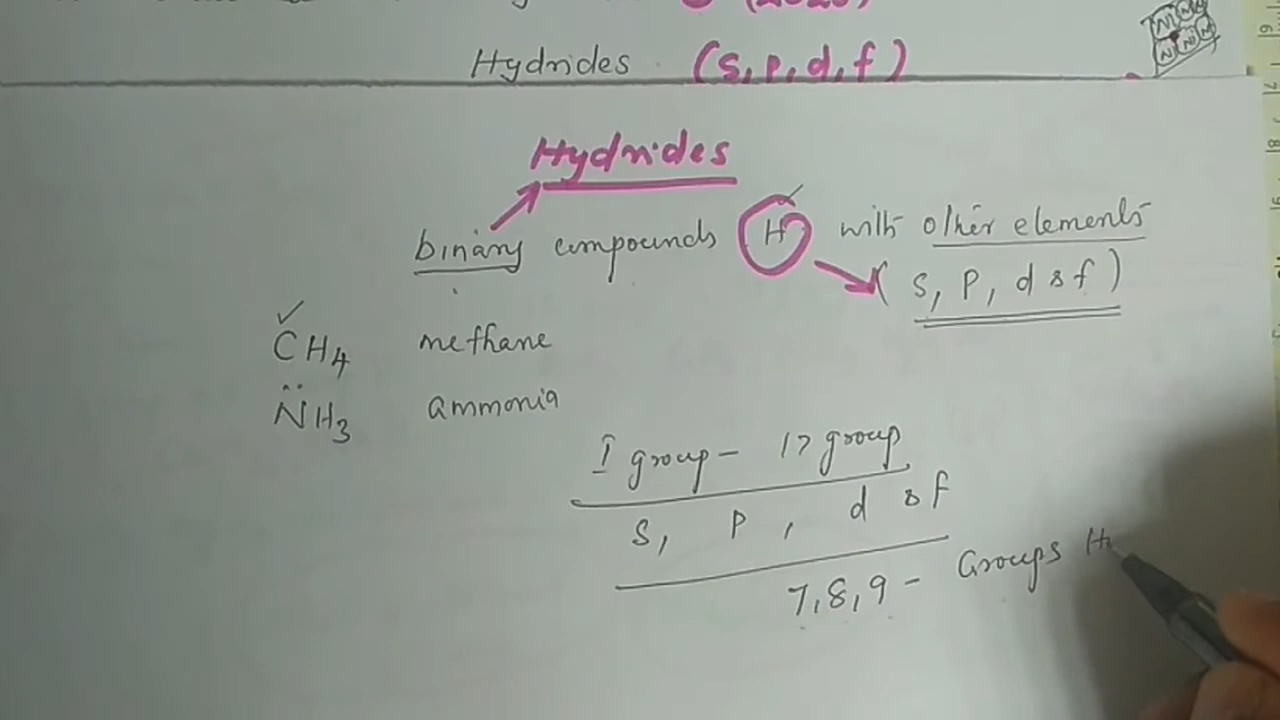 Hydrides (s, p, d, f)
Hydrides
binary compounds H with other elements
(s, p, d & f)
CH4 methane
NH3 ammonia
I group - 17 group
s, p, d & f
7, 8, 9 - Groups H